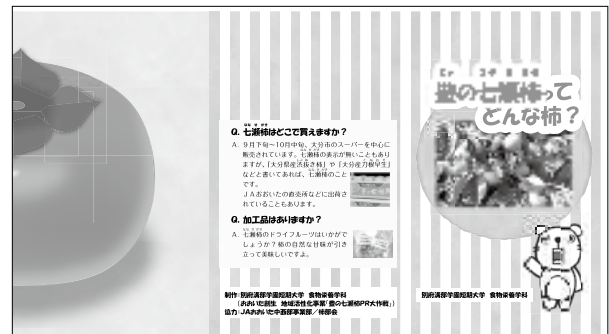 豊の七瀬柿って
どんな柿？
なな せ がき
Q. 七瀬柿はどこで買えますか？
A. 9月下旬〜10月中旬、大分市のスーパーを中心に
販売されています。七瀬柿の表示が無いこともあり
ますが、「大分県産渋抜き柿」や「大分産刀根早生」
などと書いてあれば、七瀬柿のこと
です。
JAおおいたの直売所などに出荷さ
れていることもあります。
Q. 加工品はありますか？
なな せ がき
A. 七瀬柿のドライフルーツはいかがで
しょうか？柿の自然な甘味が引き
立って美味しいですよ。
制作：別府溝部学園短期大学 食物栄養学科
「おおいた創生 地域活性化事業「豊の七瀬柿PR大作戦」」
協力：JAおおいた中西部事業部／柿部会
別府溝部学園短期大学 食物栄養学科